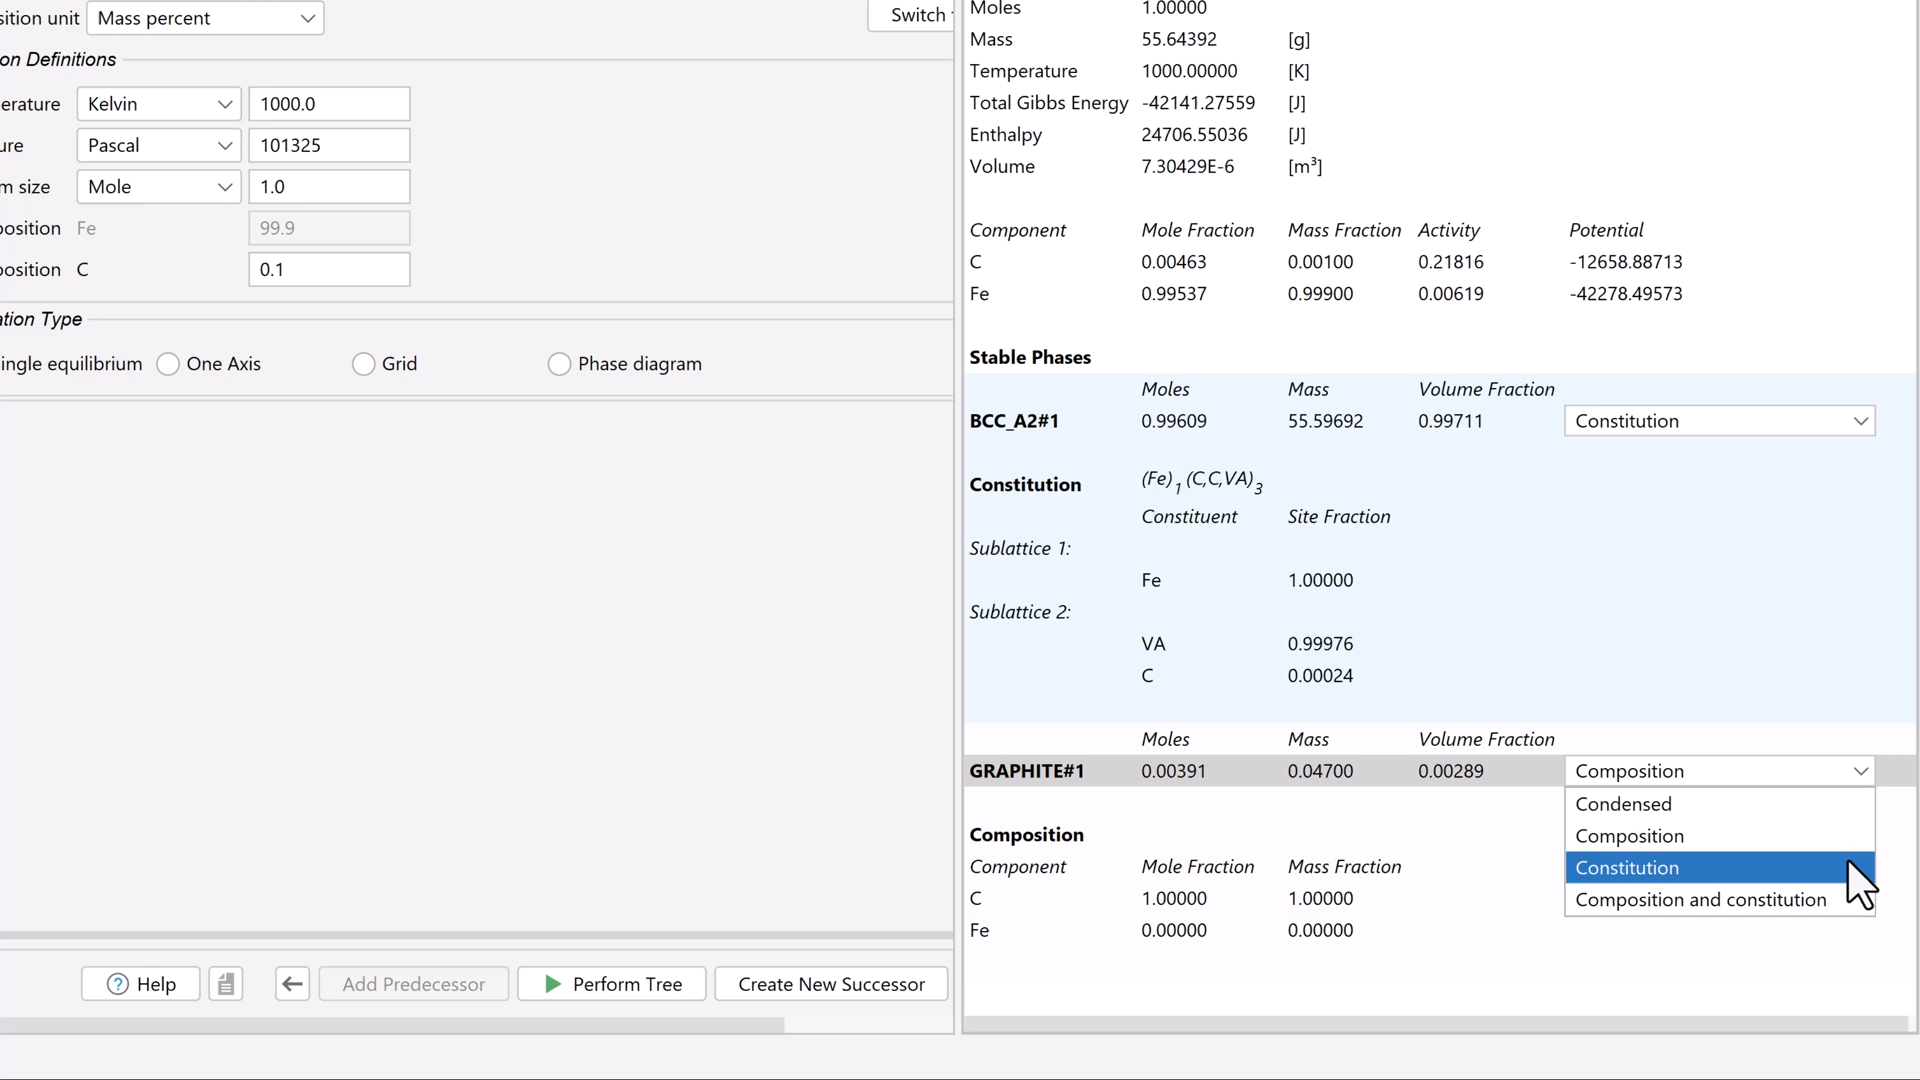 sition unit Mass percent
Switch
on Definitions
erature Kelvin 1000.0
ure Pascal 101325
m size Mole 1.0
position Fe 99.9
position C 0.1
ation Type
ingle equilibrium One Axis Grid Phase diagram
Help Add Predecessor Perform Tree Create New Successor
Moles 1.00000
Mass 55.64392 [g]
Temperature 1000.00000 [K]
Total Gibbs Energy -42141.27559 [J]
Enthalpy 24706.55036 [J]
Volume 7.30429E-6 [m³]
Component Mole Fraction Mass Fraction Activity Potential
C 0.00463 0.00100 0.21816 -12658.88713
Fe 0.99537 0.99900 0.00619 -42278.49573
Stable Phases
Moles Mass Volume Fraction
BCC_A2#1 0.99609 55.59692 0.99711 Constitution
Constitution (Fe)₁(C,C,VA)₃
Constituent Site Fraction
Sublattice 1:
Fe 1.00000
Sublattice 2:
VA 0.99976
C 0.00024
Moles Mass Volume Fraction
GRAPHITE#1 0.00391 0.04700 0.00289 Composition
Condensed
Composition
Constitution
Composition and constitution
Composition
Component Mole Fraction Mass Fraction
C 1.00000 1.00000
Fe 0.00000 0.00000